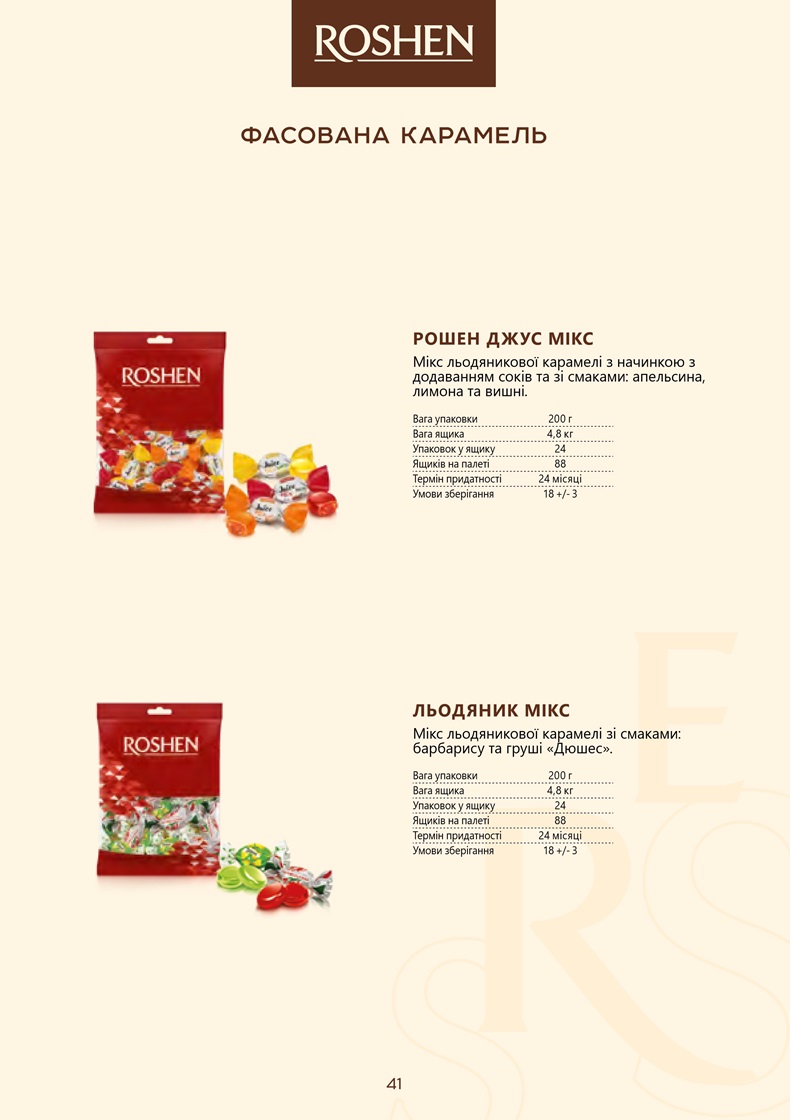 ROSHEN
ФАСОВАНА КАРАМЕЛЬ
ROSHEN
РОШЕН ДЖУС МІКС
Мікс льодяникової карамелі з начинкою з
додаванням соків та зі смаками: апельсина,
лимона та вишні.
Вага упаковки 200 г
Вага ящика 4,8 кг
Упаковок у ящику 24
Ящиків на палеті 88
Термін придатності 24 місяці
Умови зберігання 18 +/- 3
Juice
Juice
Juice
ROSHEN
ЛЬОДЯНИК МІКС
Мікс льодяникової карамелі зі смаками:
барбарису та груші «Дюшес».
Вага упаковки 200 г
Вага ящика 4,8 кг
Упаковок у ящику 24
Ящиків на палеті 88
Термін придатності 24 місяці
Умови зберігання 18 +/- 3
E
R
S
S
41